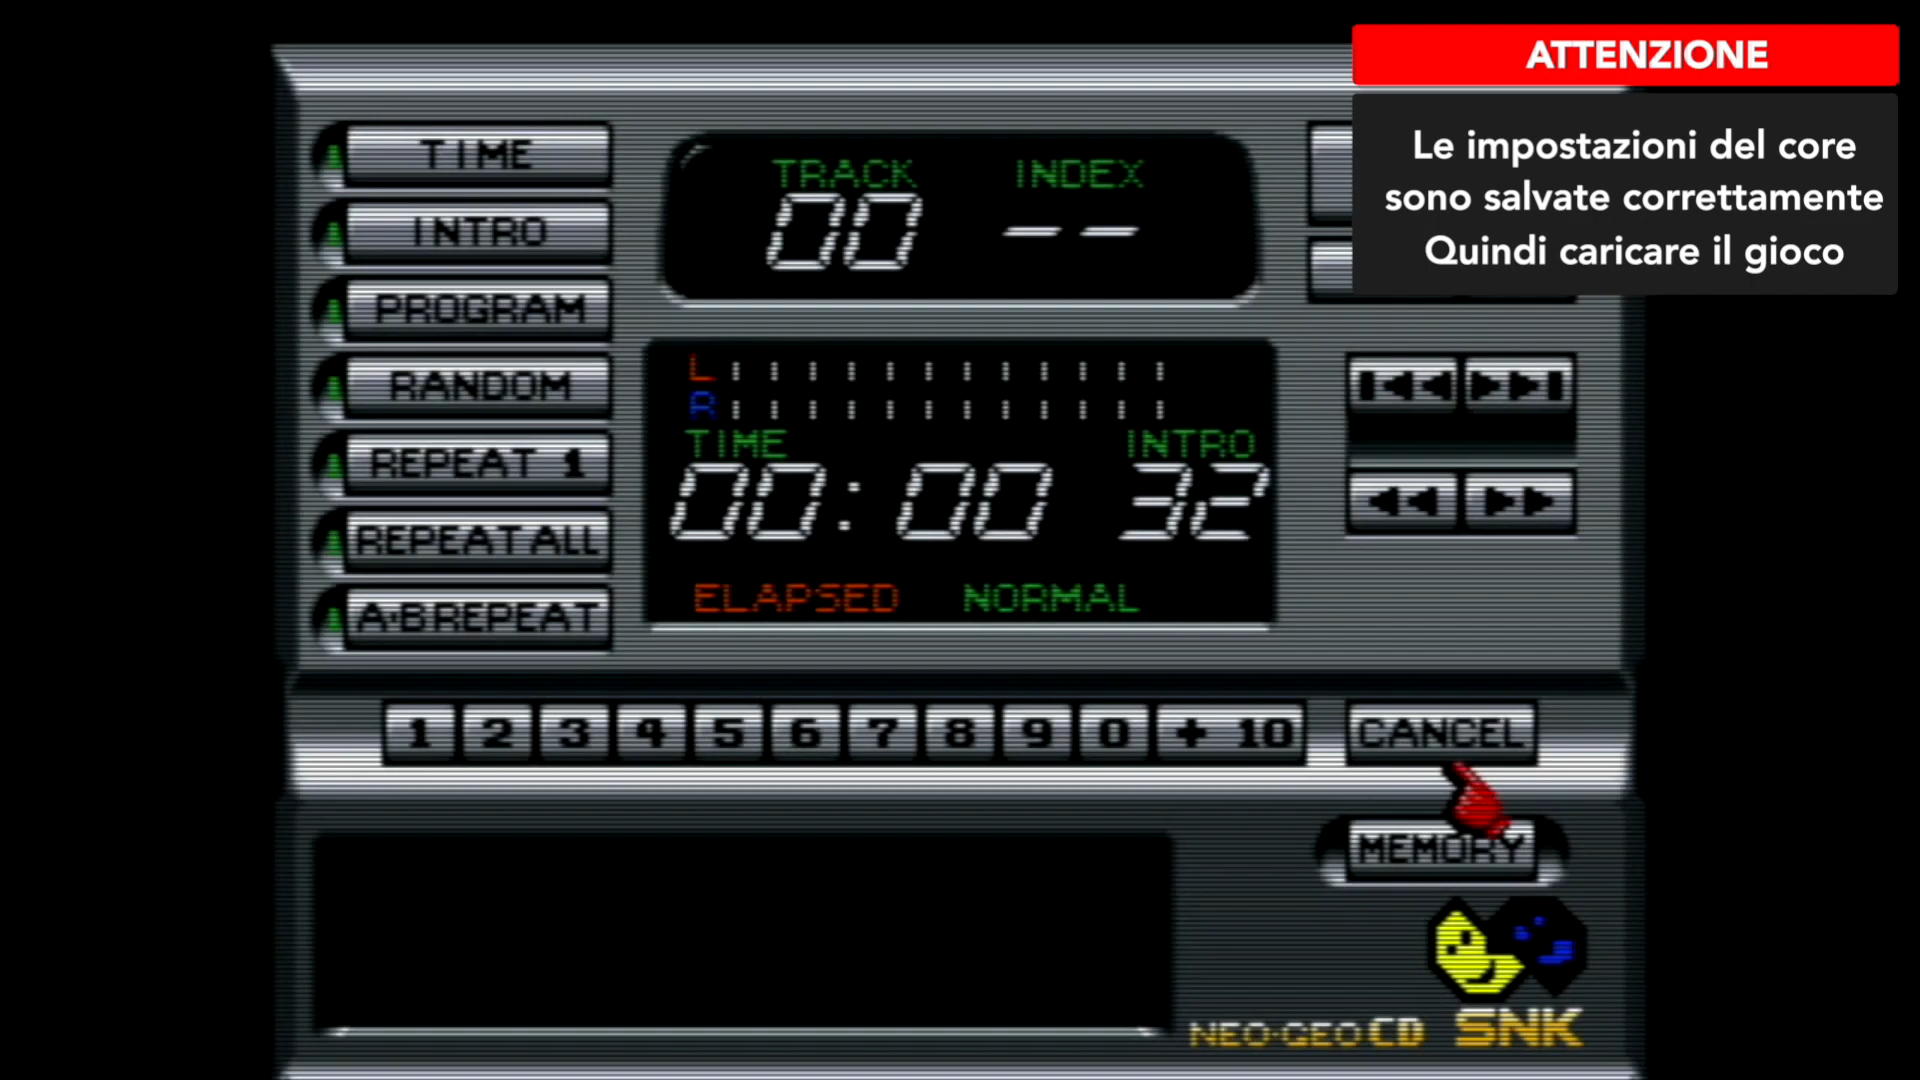 ATTENZIONE
Le impostazioni del core
sono salvate correttamente
Quindi caricare il gioco
TIME
INTRO
PROGRAM
RANDOM
REPEAT 1
REPEAT ALL
A•B REPEAT
TRACK INDEX
00 --
L
R
TIME INTRO
00:00 32
ELAPSED NORMAL
1 2 3 4 5 6 7 8 9 0 + 10 CANCEL
MEMORY
NEO•GEO CD SNK